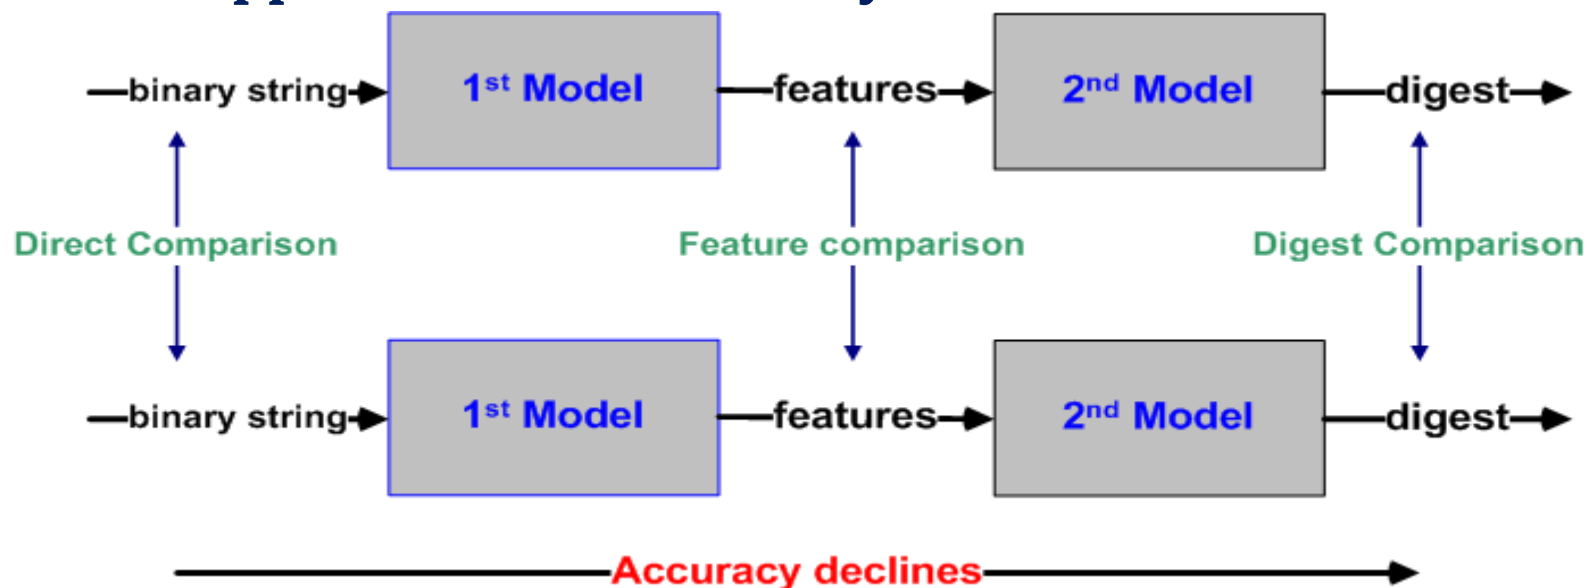 binary string 1st Model features 2nd Model digest
Direct Comparison Feature comparison Digest Comparison
binary string 1st Model features 2nd Model digest
Accuracy declines